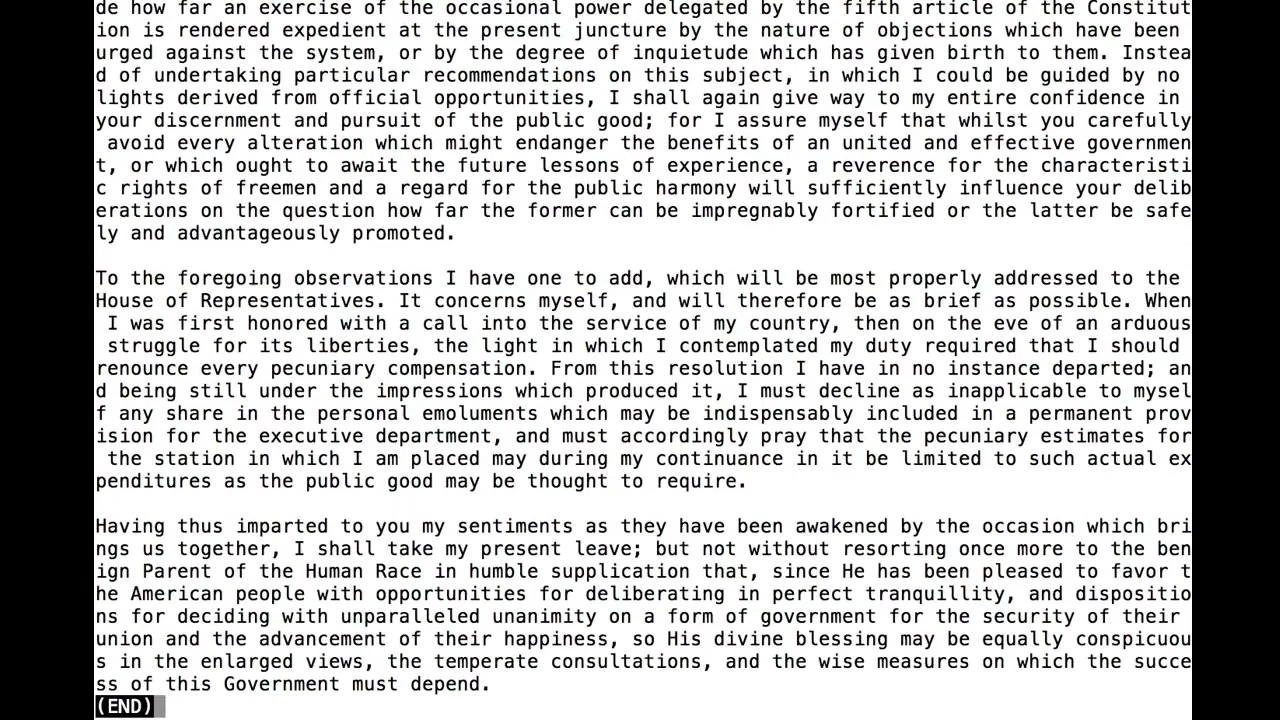 de how far an exercise of the occasional power delegated by the fifth article of the Constitut
ion is rendered expedient at the present juncture by the nature of objections which have been
urged against the system, or by the degree of inquietude which has given birth to them. Instea
d of undertaking particular recommendations on this subject, in which I could be guided by no
lights derived from official opportunities, I shall again give way to my entire confidence in
your discernment and pursuit of the public good; for I assure myself that whilst you carefully
 avoid every alteration which might endanger the benefits of an united and effective governmen
t, or which ought to await the future lessons of experience, a reverence for the characteristi
c rights of freemen and a regard for the public harmony will sufficiently influence your delib
erations on the question how far the former can be impregnably fortified or the latter be safe
ly and advantageously promoted.

To the foregoing observations I have one to add, which will be most properly addressed to the
House of Representatives. It concerns myself, and will therefore be as brief as possible. When
 I was first honored with a call into the service of my country, then on the eve of an arduous
 struggle for its liberties, the light in which I contemplated my duty required that I should
renounce every pecuniary compensation. From this resolution I have in no instance departed; an
d being still under the impressions which produced it, I must decline as inapplicable to mysel
f any share in the personal emoluments which may be indispensably included in a permanent prov
ision for the executive department, and must accordingly pray that the pecuniary estimates for
 the station in which I am placed may during my continuance in it be limited to such actual ex
penditures as the public good may be thought to require.

Having thus imparted to you my sentiments as they have been awakened by the occasion which bri
ngs us together, I shall take my present leave; but not without resorting once more to the ben
ign Parent of the Human Race in humble supplication that, since He has been pleased to favor t
he American people with opportunities for deliberating in perfect tranquillity, and dispositio
ns for deciding with unparalleled unanimity on a form of government for the security of their
union and the advancement of their happiness, so His divine blessing may be equally conspicuou
s in the enlarged views, the temperate consultations, and the wise measures on which the succe
ss of this Government must depend.
(END)